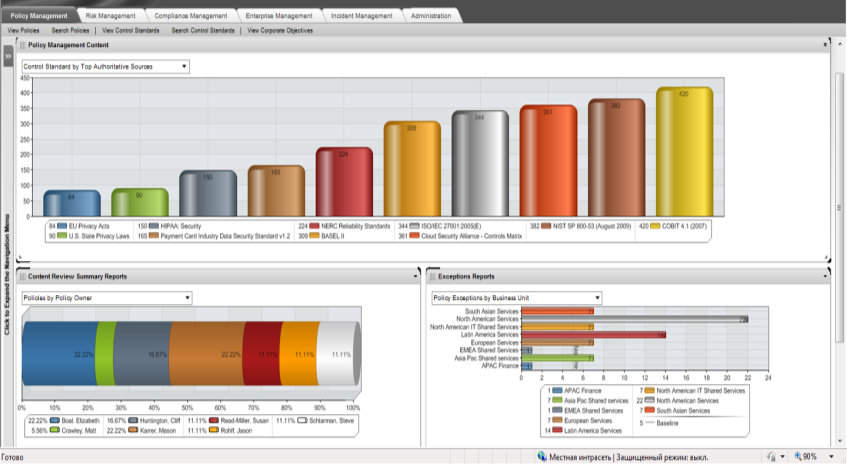 Policy Management Risk Management Compliance Management Enterprise Management Incident Management Administration
View Policies Search Policies | View Control Standards Search Control Standards | View Corporate Objectives
Policy Management Content
Control Standard by Top Authoritative Sources
450
400
350
300
250
200
150
100
50
0
84 90 150 165 224 309 344 361 382 420
84 EU Privacy Acts 150 HIPAA: Security 224 NERC Reliability Standards 344 ISO/IEC 27001:2005(E) 382 NIST SP 800-53 (August 2009) 420 COBIT 4.1 (2007)
90 U.S. State Privacy Laws 165 Payment Card Industry Data Security Standard v1.2 309 BASEL II 361 Cloud Security Alliance - Controls Matrix
Click to Expand the Navigation Menu
Content Review Summary Reports
Policies by Policy Owner
22.22% 16.67% 22.22% 11.11% 11.11% 11.11%
0% 10% 20% 30% 40% 50% 60% 70% 80% 90% 100%
22.22% Boal, Elizabeth 16.67% Huntington, Cliff 11.11% Read-Miller, Susan 11.11% Schlarman, Steve
5.56% Crawley, Matt 22.22% Karrer, Mason 11.11% Rohlf, Jason
Exceptions Reports
Policy Exceptions by Business Unit
South Asian Services 7
North American Services 22
North American IT Shared Services 7
Latin America Services 14
European Services 7
EMEA Shared Services 1
Asia Pac Shared services 7
APAC Finance 1
0 2 4 6 8 10 12 14 16 18 20 22 24
1 APAC Finance 7 North American IT Shared Services
7 Asia Pac Shared services 22 North American Services
1 EMEA Shared Services 7 South Asian Services
7 European Services 5 Baseline
14 Latin America Services
Готово Местная интрасеть | Защищенный режим: выкл. 90%